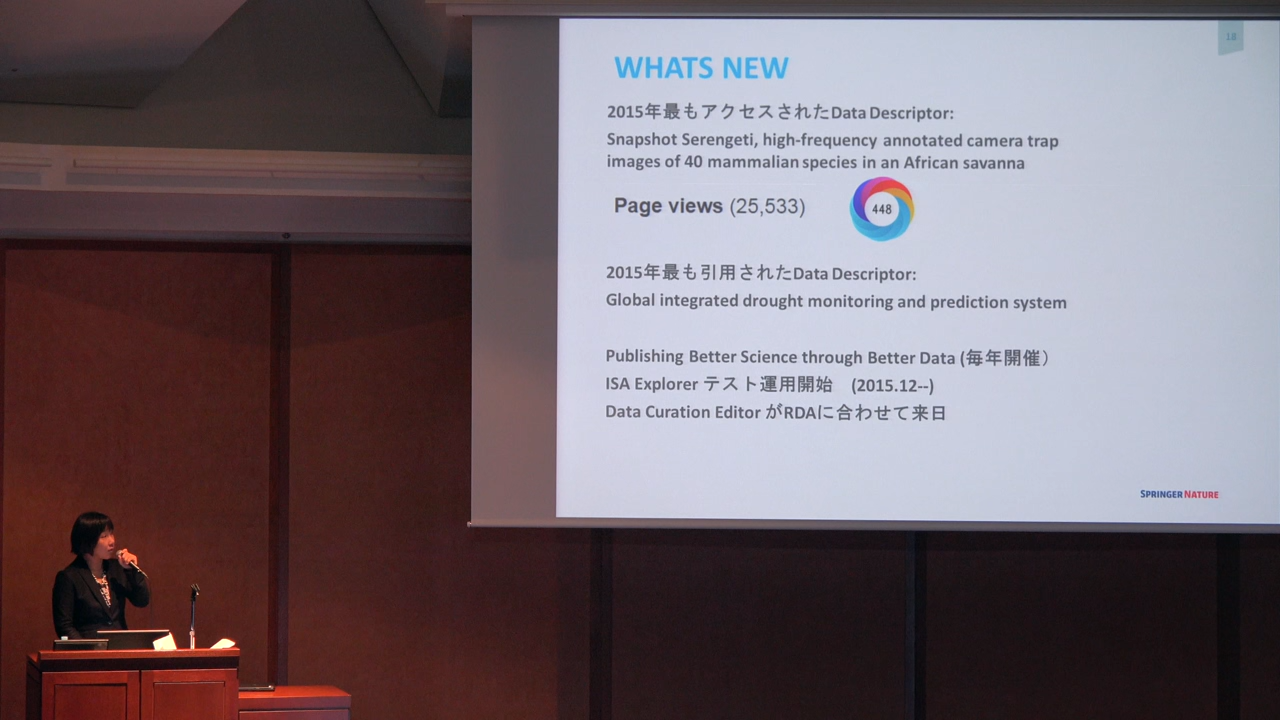 18
WHATS NEW
2015年最もアクセスされたData Descriptor:
Snapshot Serengeti, high-frequency annotated camera trap
images of 40 mammalian species in an African savanna
Page views (25,533)
448
2015年最も引用されたData Descriptor:
Global integrated drought monitoring and prediction system
Publishing Better Science through Better Data (毎年開催）
ISA Explorer テスト運用開始　(2015.12--)
Data Curation Editor がRDAに合わせて来日
SPRINGER NATURE